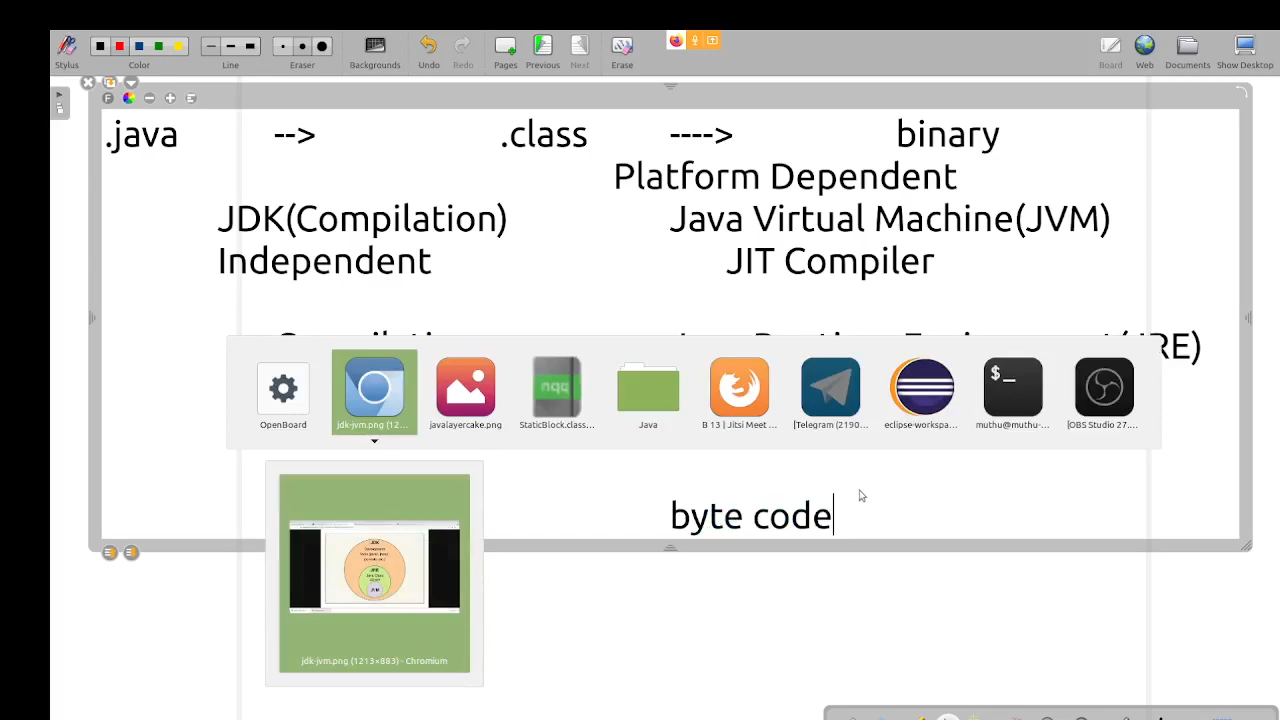 Stylus Color Line Eraser Backgrounds Undo Redo Pages Previous Next Erase Board Web Documents Show Desktop
.java --> .class ----> binary
Platform Dependent
JDK(Compilation) Java Virtual Machine(JVM)
Independent JIT Compiler
OpenBoard jdk-jvm.png (12... javalayercake.png StaticBlock.class... Java B 13 | Jitsi Meet ... [Telegram (2190... eclipse-workspa... muthu@muthu-... [OBS Studio 27....
byte code
JDK
JRE
JVM
jdk-jvm.png (1213×883) - Chromium